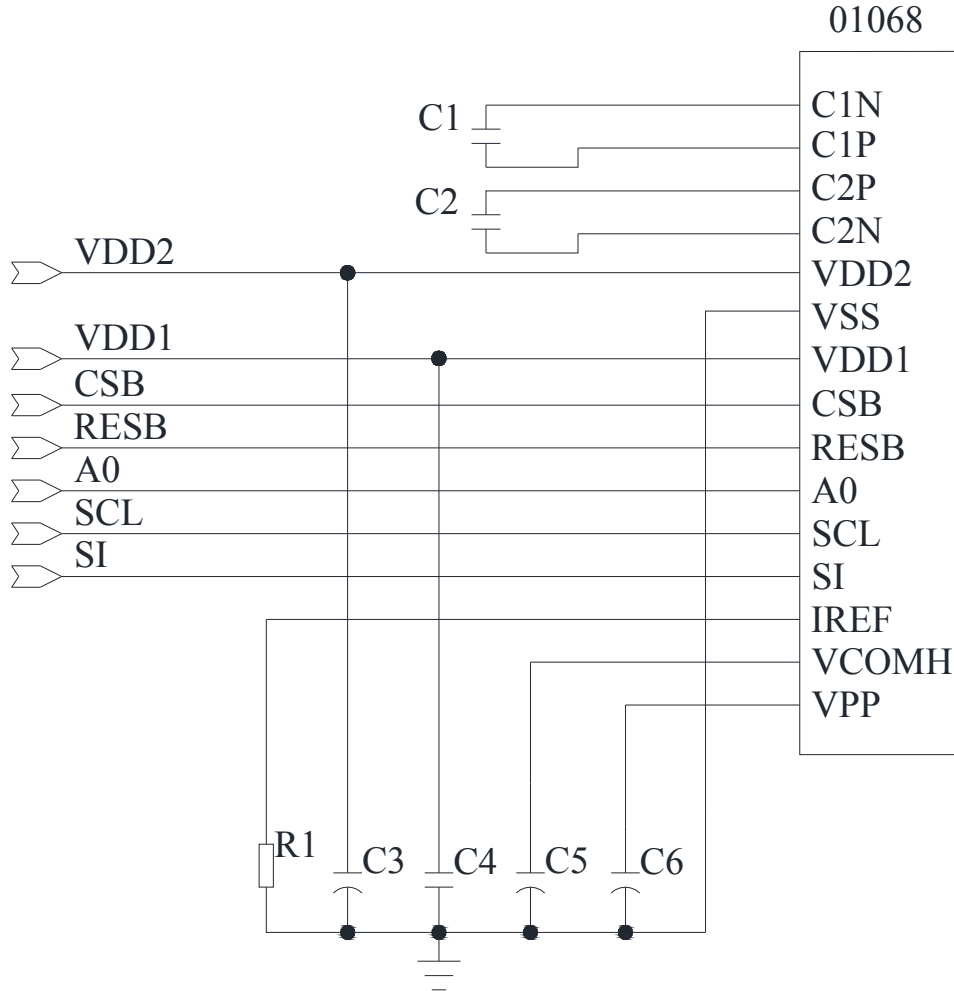 01068
C1
C1N
C1P
C2
C2P
C2N
VDD2
VDD2
VSS
VDD1
VDD1
CSB
CSB
RESB
RESB
A0
A0
SCL
SCL
SI
SI
IREF
VCOMH
VPP
R1
C3
C4
C5
C6